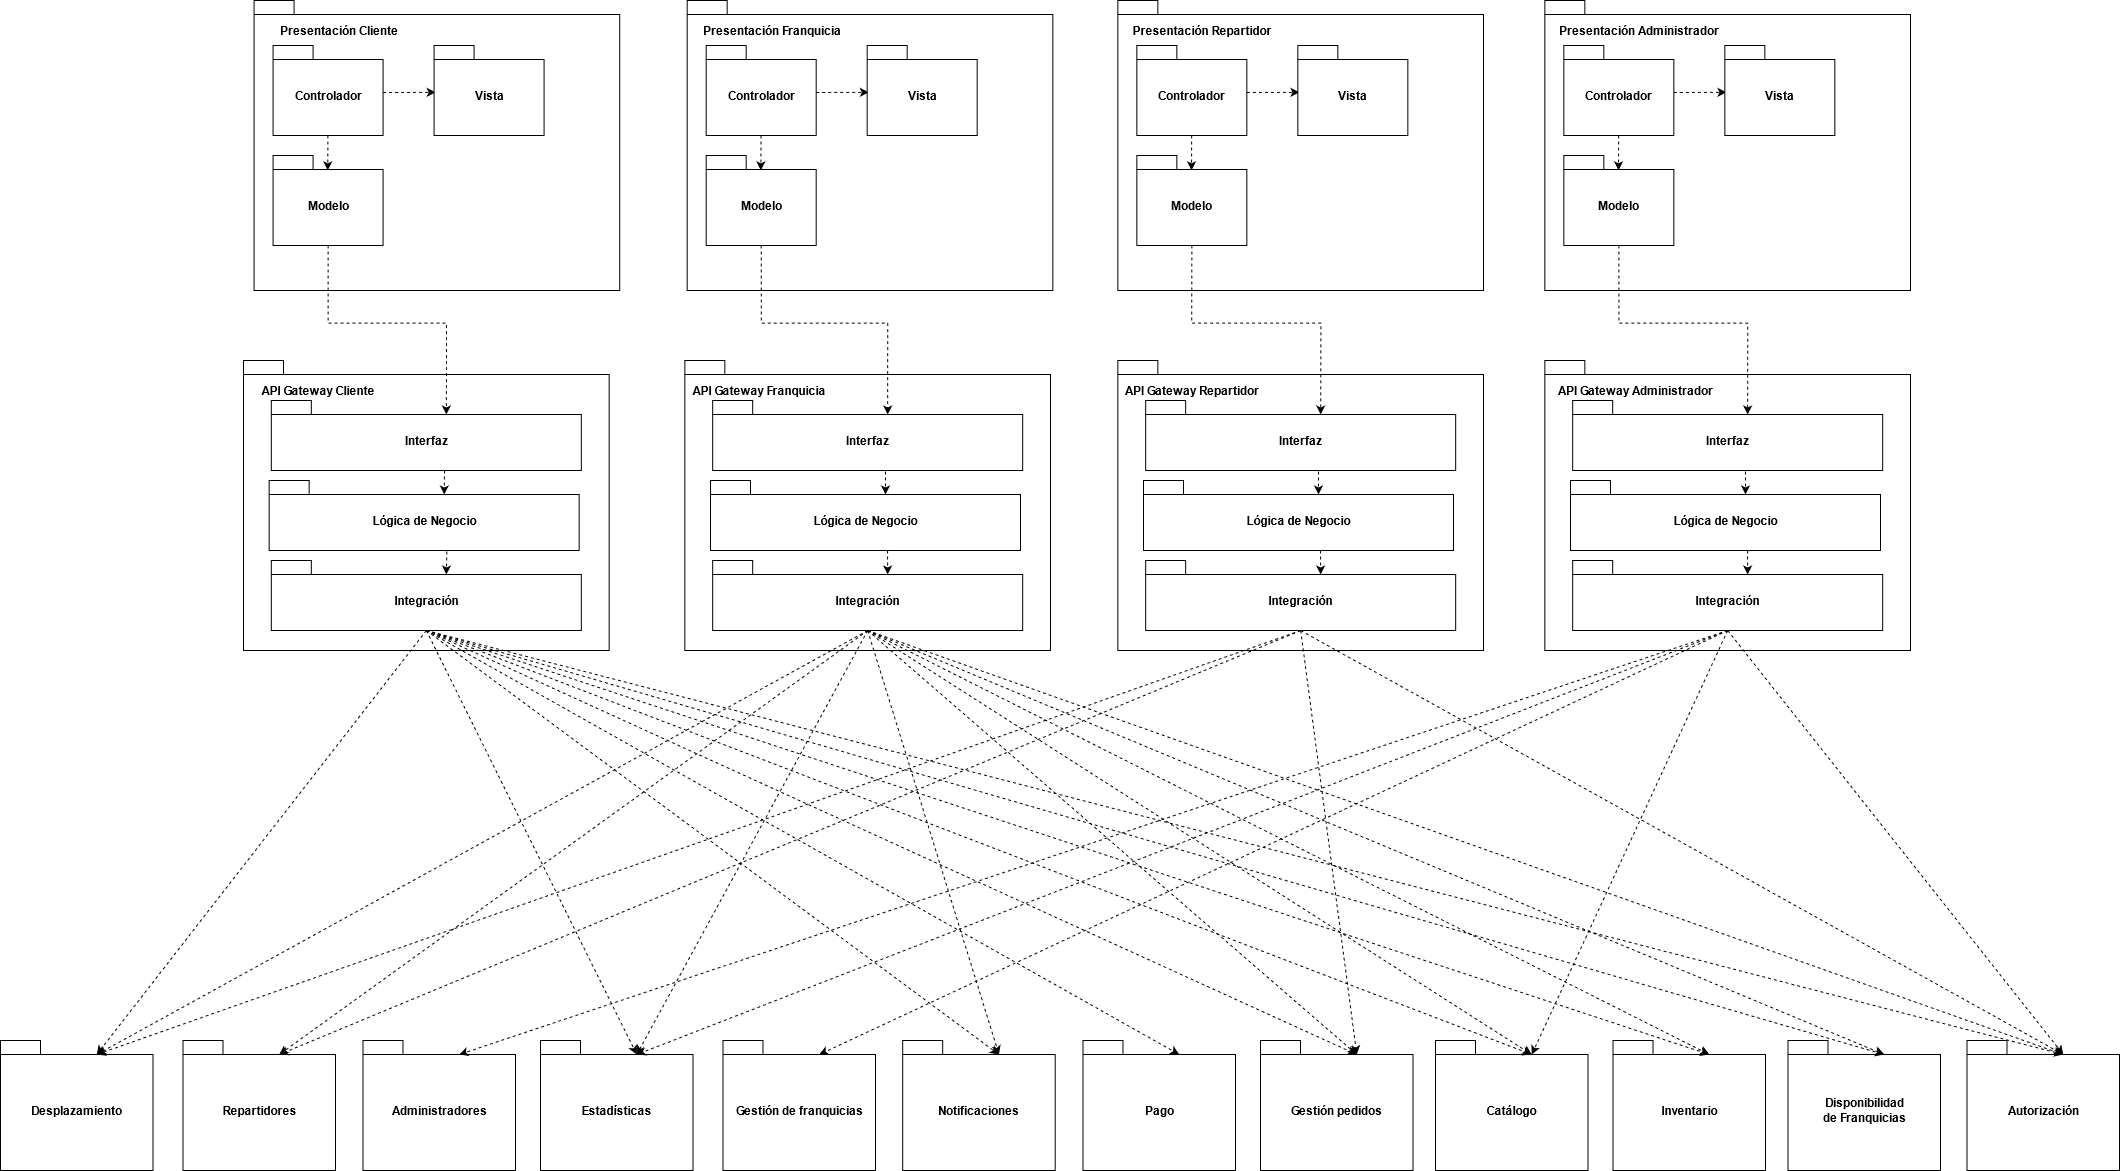 Presentación Cliente
Controlador
Vista
Modelo
Presentación Franquicia
Controlador
Vista
Modelo
Presentación Repartidor
Controlador
Vista
Modelo
Presentación Administrador
Controlador
Vista
Modelo
API Gateway Cliente
Interfaz
Lógica de Negocio
Integración
API Gateway Franquicia
Interfaz
Lógica de Negocio
Integración
API Gateway Repartidor
Interfaz
Lógica de Negocio
Integración
API Gateway Administrador
Interfaz
Lógica de Negocio
Integración
Desplazamiento
Repartidores
Administradores
Estadísticas
Gestión de franquicias
Notificaciones
Pago
Gestión pedidos
Catálogo
Inventario
Disponibilidad
de Franquicias
Autorización